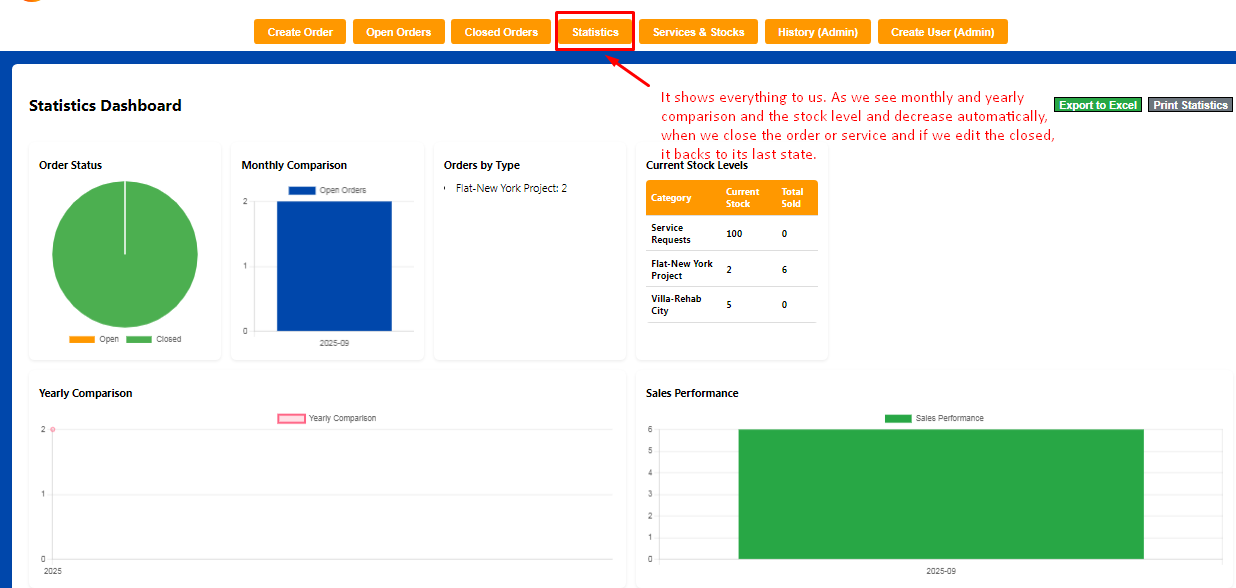 Create Order
Open Orders
Closed Orders
Statistics
Services & Stocks
History (Admin)
Create User (Admin)
Statistics Dashboard
It shows everything to us. As we see monthly and yearly
comparison and the stock level and decrease automatically,
when we close the order or service and if we edit the closed,
it backs to its last state.
Export to Excel
Print Statistics
Order Status
Open
Closed
Monthly Comparison
Open Orders
2
1
0
2025-09
Orders by Type
Flat-New York Project: 2
Current Stock Levels
Category Current Stock Total Sold
Service Requests 100 0
Flat-New York Project 2 6
Villa-Rehab City 5 0
Yearly Comparison
Yearly Comparison
2
1
0
2025
Sales Performance
Sales Performance
6
5
4
3
2
1
0
2025-09